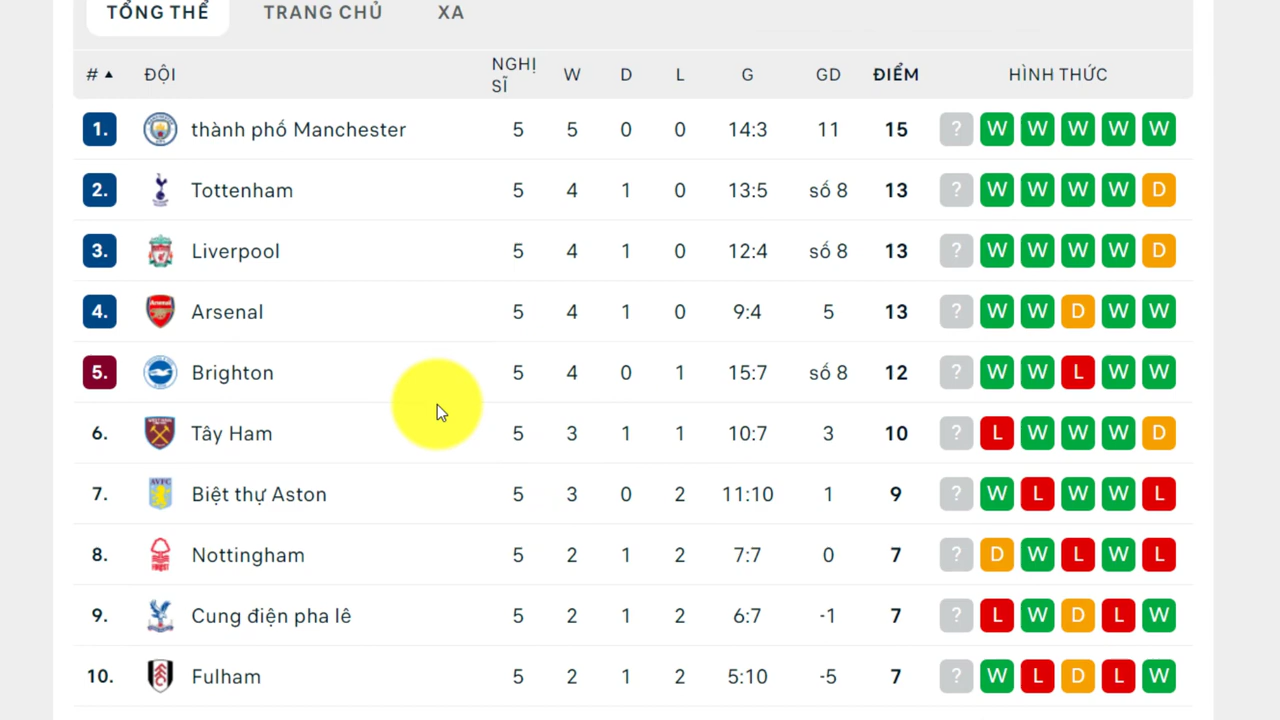 TỔNG THỂ TRANG CHỦ XA
# ▲ ĐỘI NGHỊ SĨ W D L G GD ĐIỂM HÌNH THỨC
1. thành phố Manchester 5 5 0 0 14:3 11 15 ? W W W W W
2. Tottenham 5 4 1 0 13:5 số 8 13 ? W W W W D
3. Liverpool 5 4 1 0 12:4 số 8 13 ? W W W W D
4. Arsenal 5 4 1 0 9:4 5 13 ? W W D W W
5. Brighton 5 4 0 1 15:7 số 8 12 ? W W L W W
6. Tây Ham 5 3 1 1 10:7 3 10 ? L W W W D
7. Biệt thự Aston 5 3 0 2 11:10 1 9 ? W L W W L
8. Nottingham 5 2 1 2 7:7 0 7 ? D W L W L
9. Cung điện pha lê 5 2 1 2 6:7 -1 7 ? L W D L W
10. Fulham 5 2 1 2 5:10 -5 7 ? W L D L W